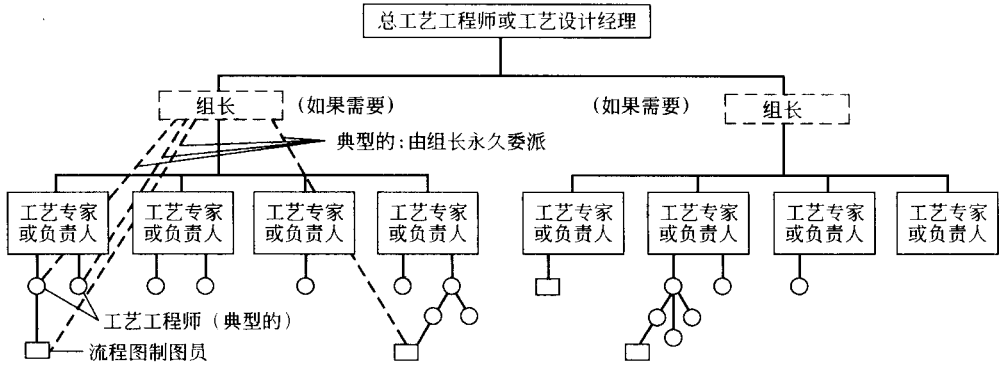 总工艺工程师或工艺设计经理
组长
(如果需要)
(如果需要)
组长
典型的:由组长永久委派
工艺专家
或负责人
工艺专家
或负责人
工艺专家
或负责人
工艺专家
或负责人
工艺专家
或负责人
工艺专家
或负责人
工艺专家
或负责人
工艺专家
或负责人
工艺工程师(典型的)
流程图制图员